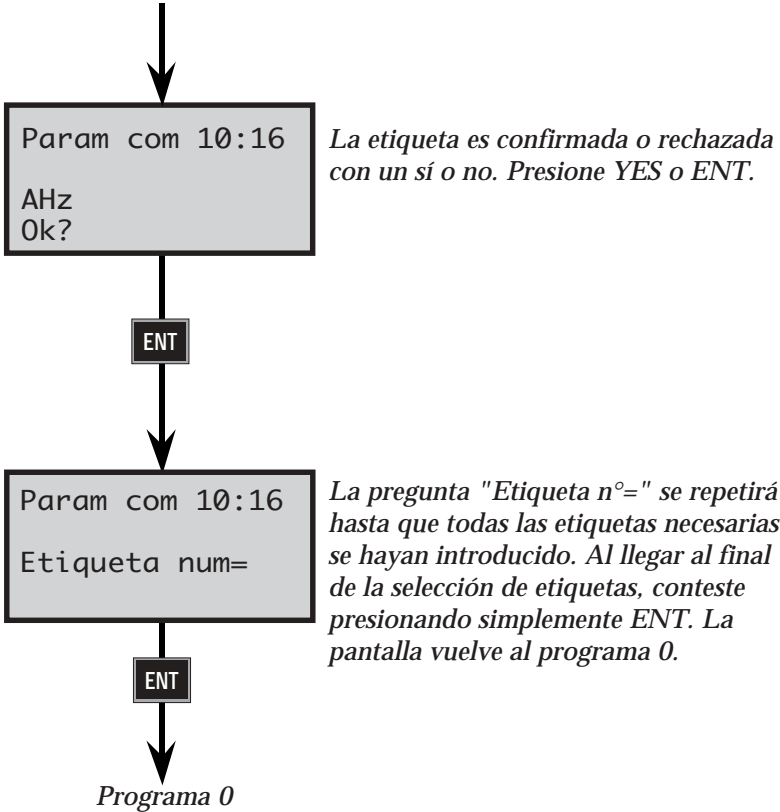 Param com 10:16
AHz
Ok?
La etiqueta es confirmada o rechazada
con un sí o no. Presione YES o ENT.
ENT
Param com 10:16
Etiqueta num=
La pregunta "Etiqueta n°=" se repetirá
hasta que todas las etiquetas necesarias
se hayan introducido. Al llegar al final
de la selección de etiquetas, conteste
presionando simplemente ENT. La
pantalla vuelve al programa 0.
ENT
Programa 0